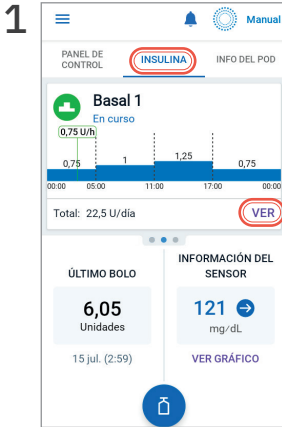 1
Manual
PANEL DE
CONTROL
INSULINA
INFO DEL POD
Basal 1
En curso
0,75 U/h
0,75
1
1,25
0,75
00:00 05:00 11:00 17:00 00:00
Total: 22,5 U/día
VER
ÚLTIMO BOLO
6,05
Unidades
15 jul. (2:59)
INFORMACIÓN DEL
SENSOR
121
mg/dL
VER GRÁFICO